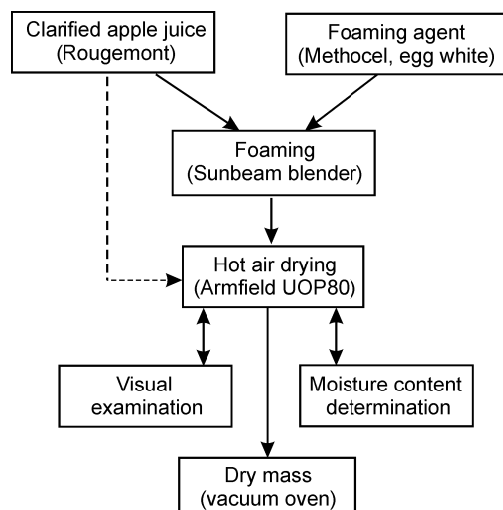 Clarified apple juice
(Rougemont)
Foaming agent
(Methocel, egg white)
Foaming
(Sunbeam blender)
Hot air drying
(Armfield UOP80)
Visual
examination
Moisture content
determination
Dry mass
(vacuum oven)